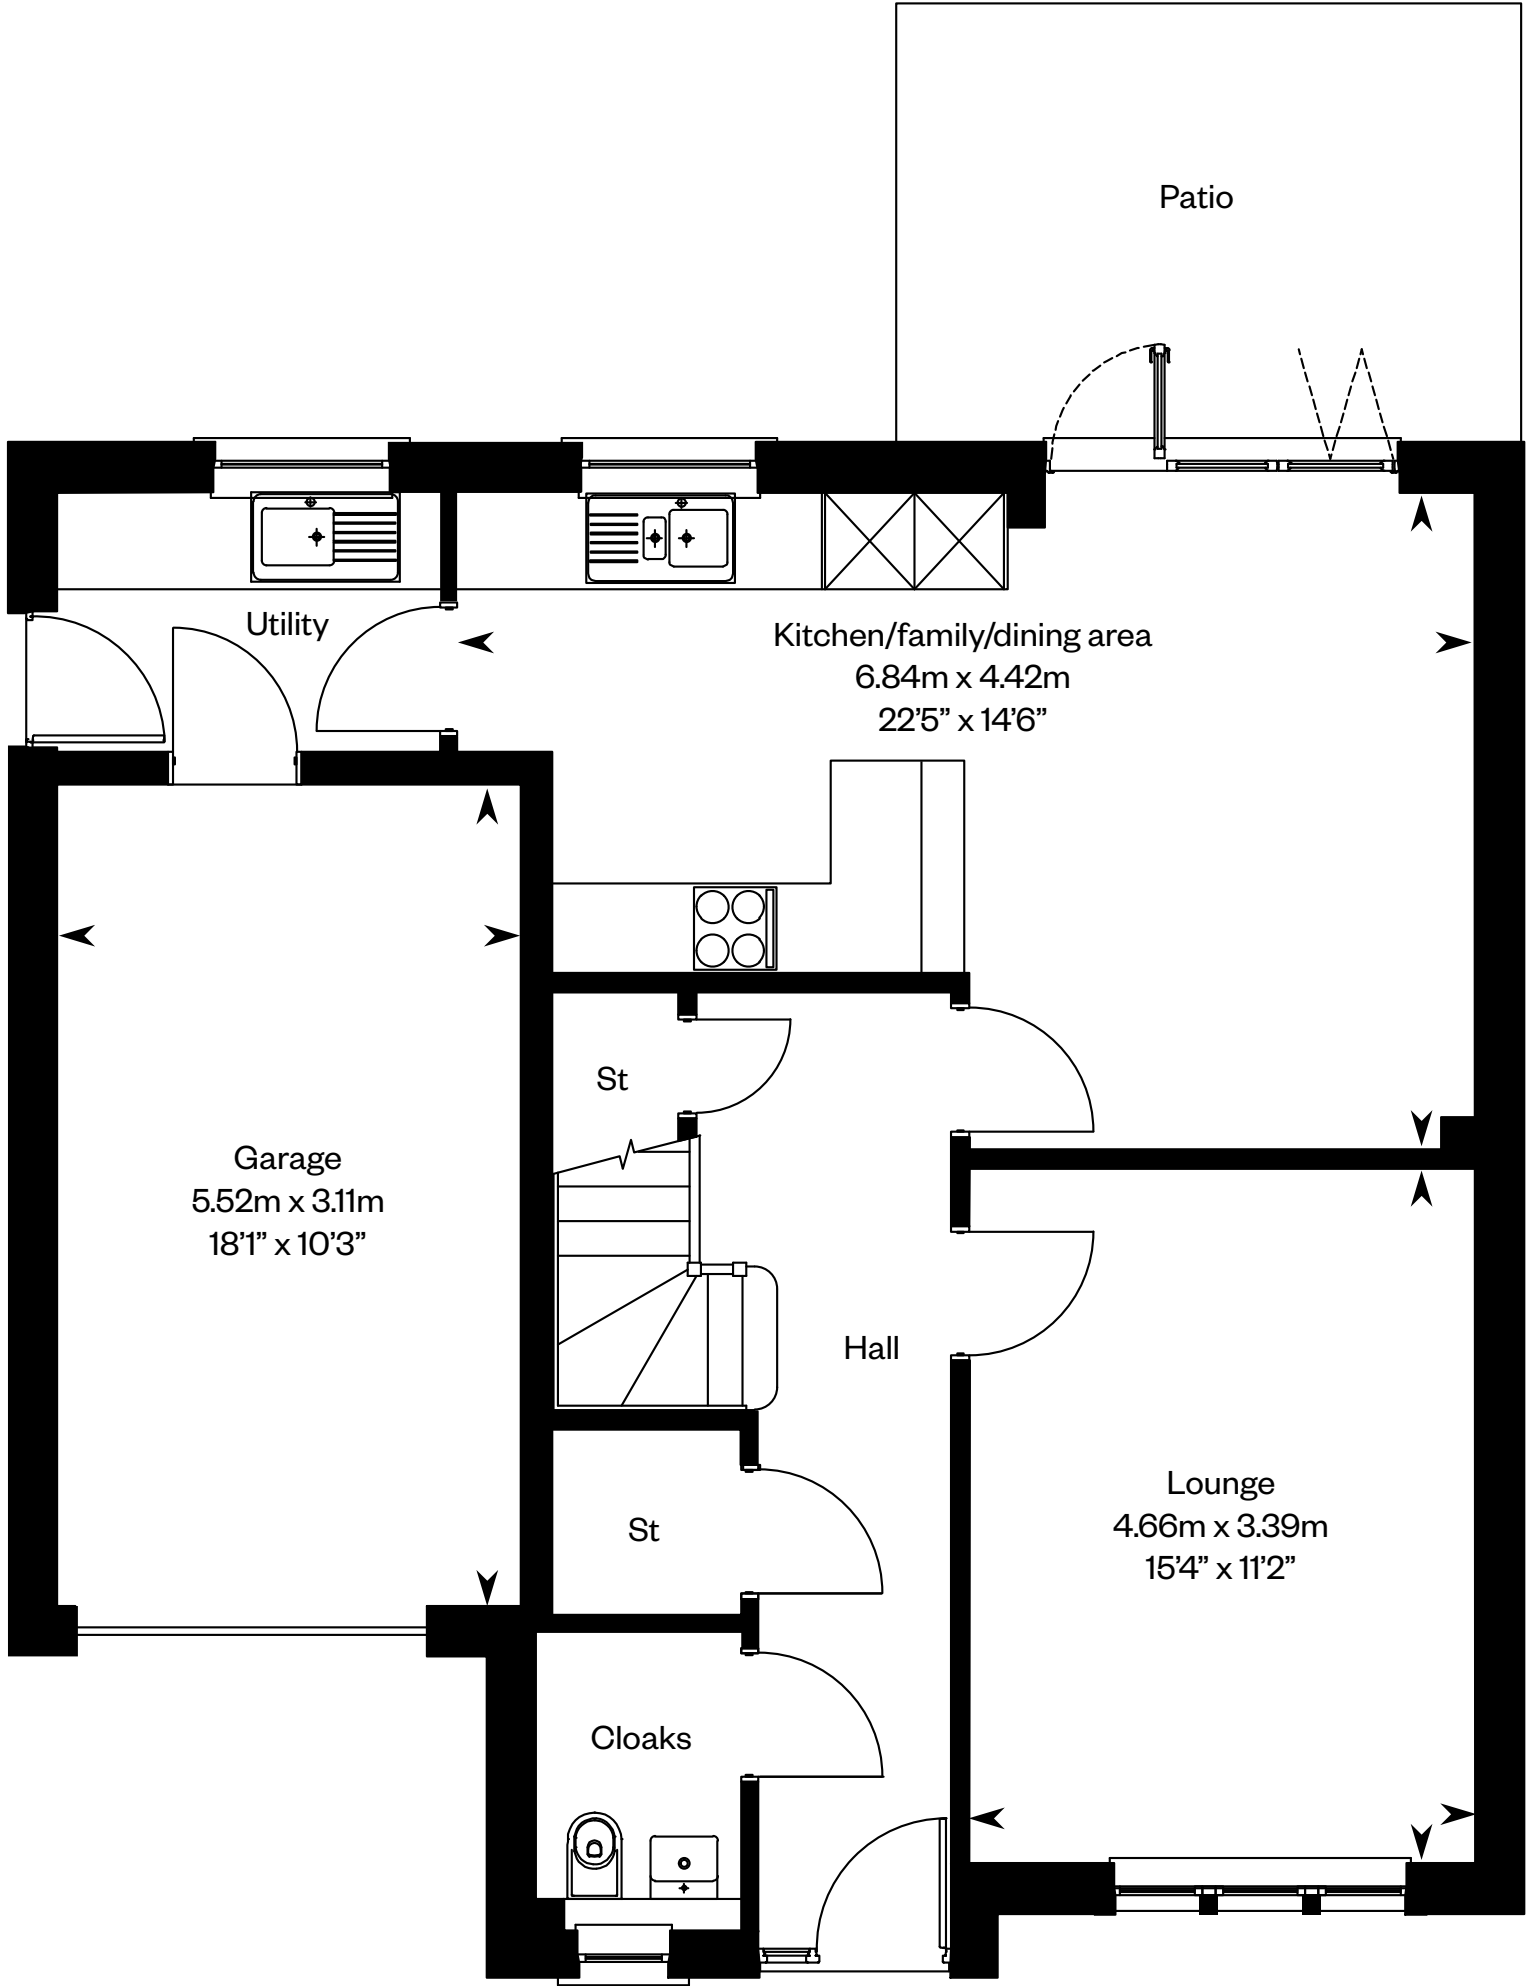 Patio
Utility
Kitchen/family/dining area
6.84m x 4.42m
22’5” x 14’6”
St
Garage
5.52m x 3.11m
18’1” x 10’3”
Hall
Lounge
4.66m x 3.39m
15’4” x 11’2”
St
Cloaks